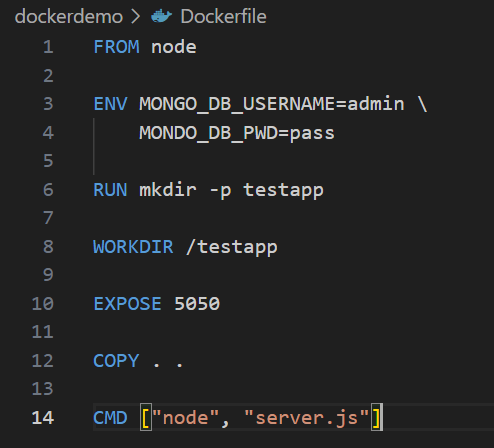 dockerdemo > Dockerfile
1 FROM node
2
3 ENV MONGO_DB_USERNAME=admin \
4 MONDO_DB_PWD=pass
5
6 RUN mkdir -p testapp
7
8 WORKDIR /testapp
9
10 EXPOSE 5050
11
12 COPY . .
13
14 CMD ["node", "server.js"]